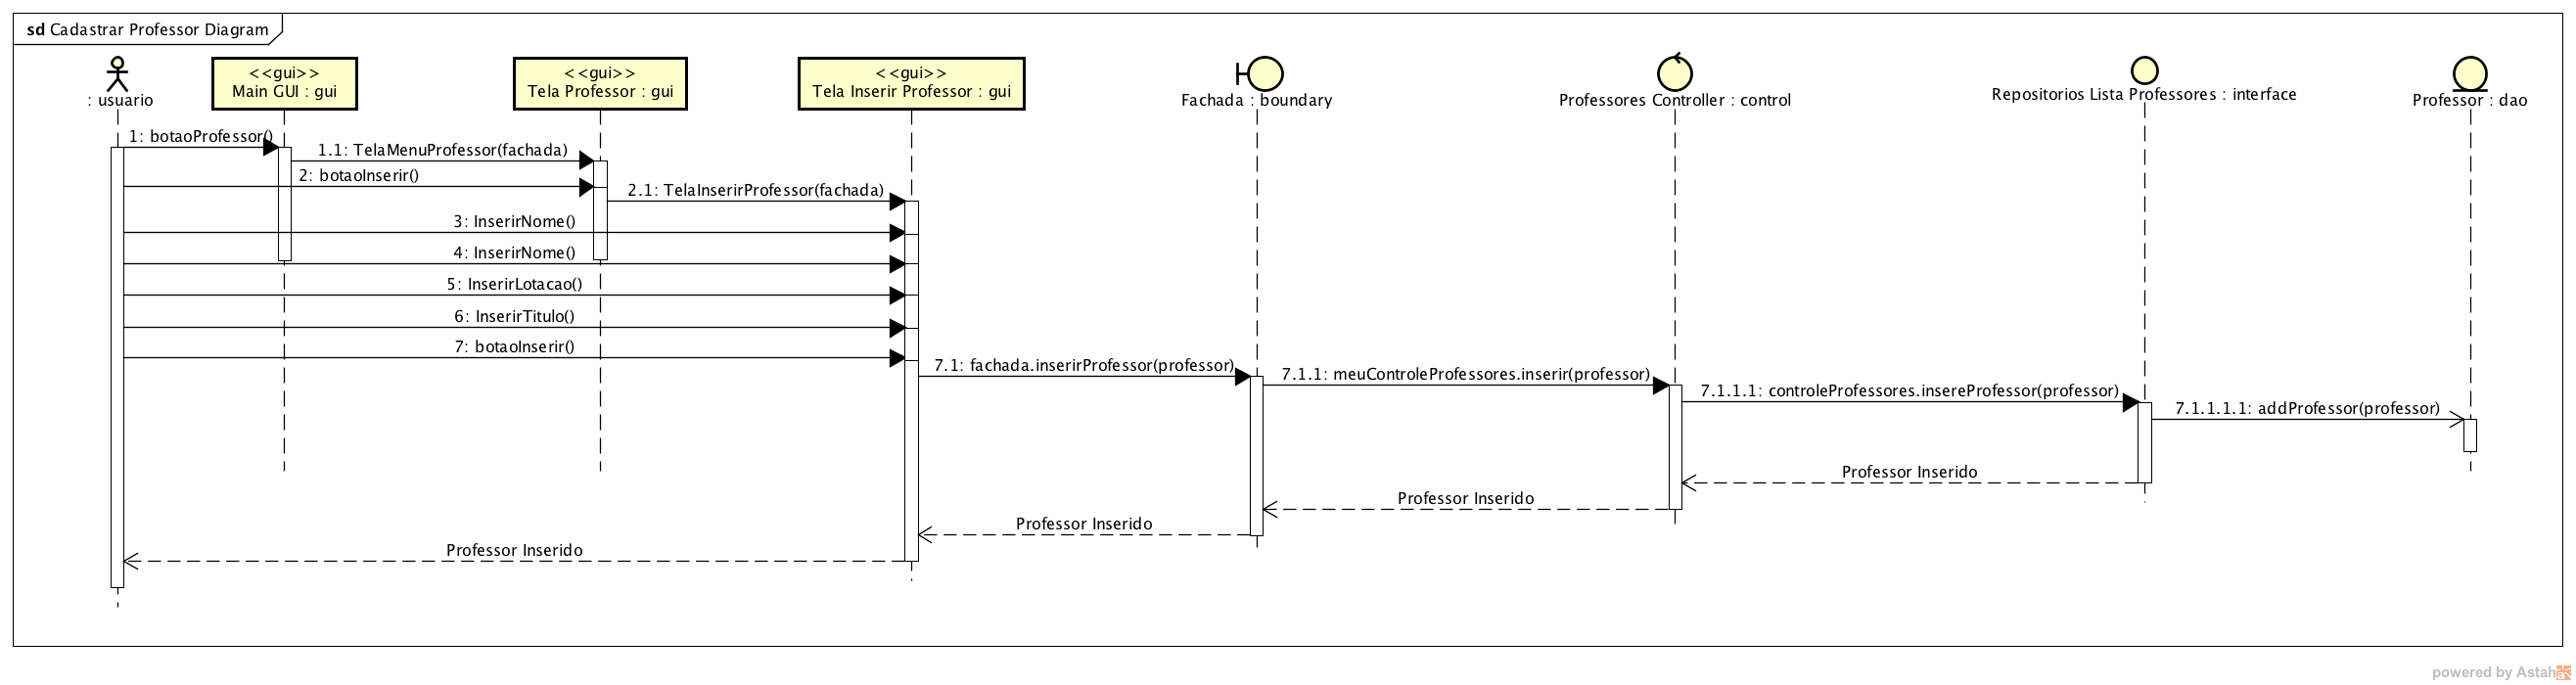 sd Cadastrar Professor Diagram
: usuario
<<gui>>
Main GUI : gui
<<gui>>
Tela Professor : gui
<<gui>>
Tela Inserir Professor : gui
Fachada : boundary
Professores Controller : control
Repositorios Lista Professores : interface
Professor : dao
1: botaoProfessor()
1.1: TelaMenuProfessor(fachada)
2: botaoInserir()
2.1: TelaInserirProfessor(fachada)
3: InserirNome()
4: InserirNome()
5: InserirLotacao()
6: InserirTitulo()
7: botaoInserir()
7.1: fachada.inserirProfessor(professor)
7.1.1: meuControleProfessores.inserir(professor)
7.1.1.1: controleProfessores.insereProfessor(professor)
7.1.1.1.1: addProfessor(professor)
Professor Inserido
Professor Inserido
Professor Inserido
Professor Inserido
powered by Astah